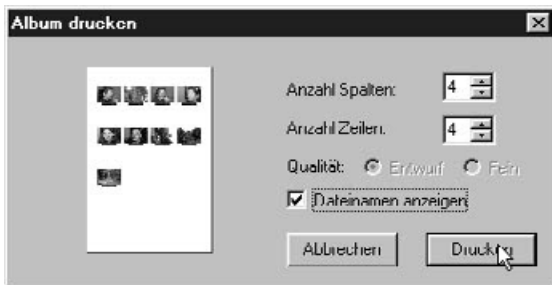 Album drucken
Anzahl Spalten: 4
Anzahl Zeilen: 4
Qualität: Entwurf Fein
Dateinamen anzeigen
Abbrechen Drucken